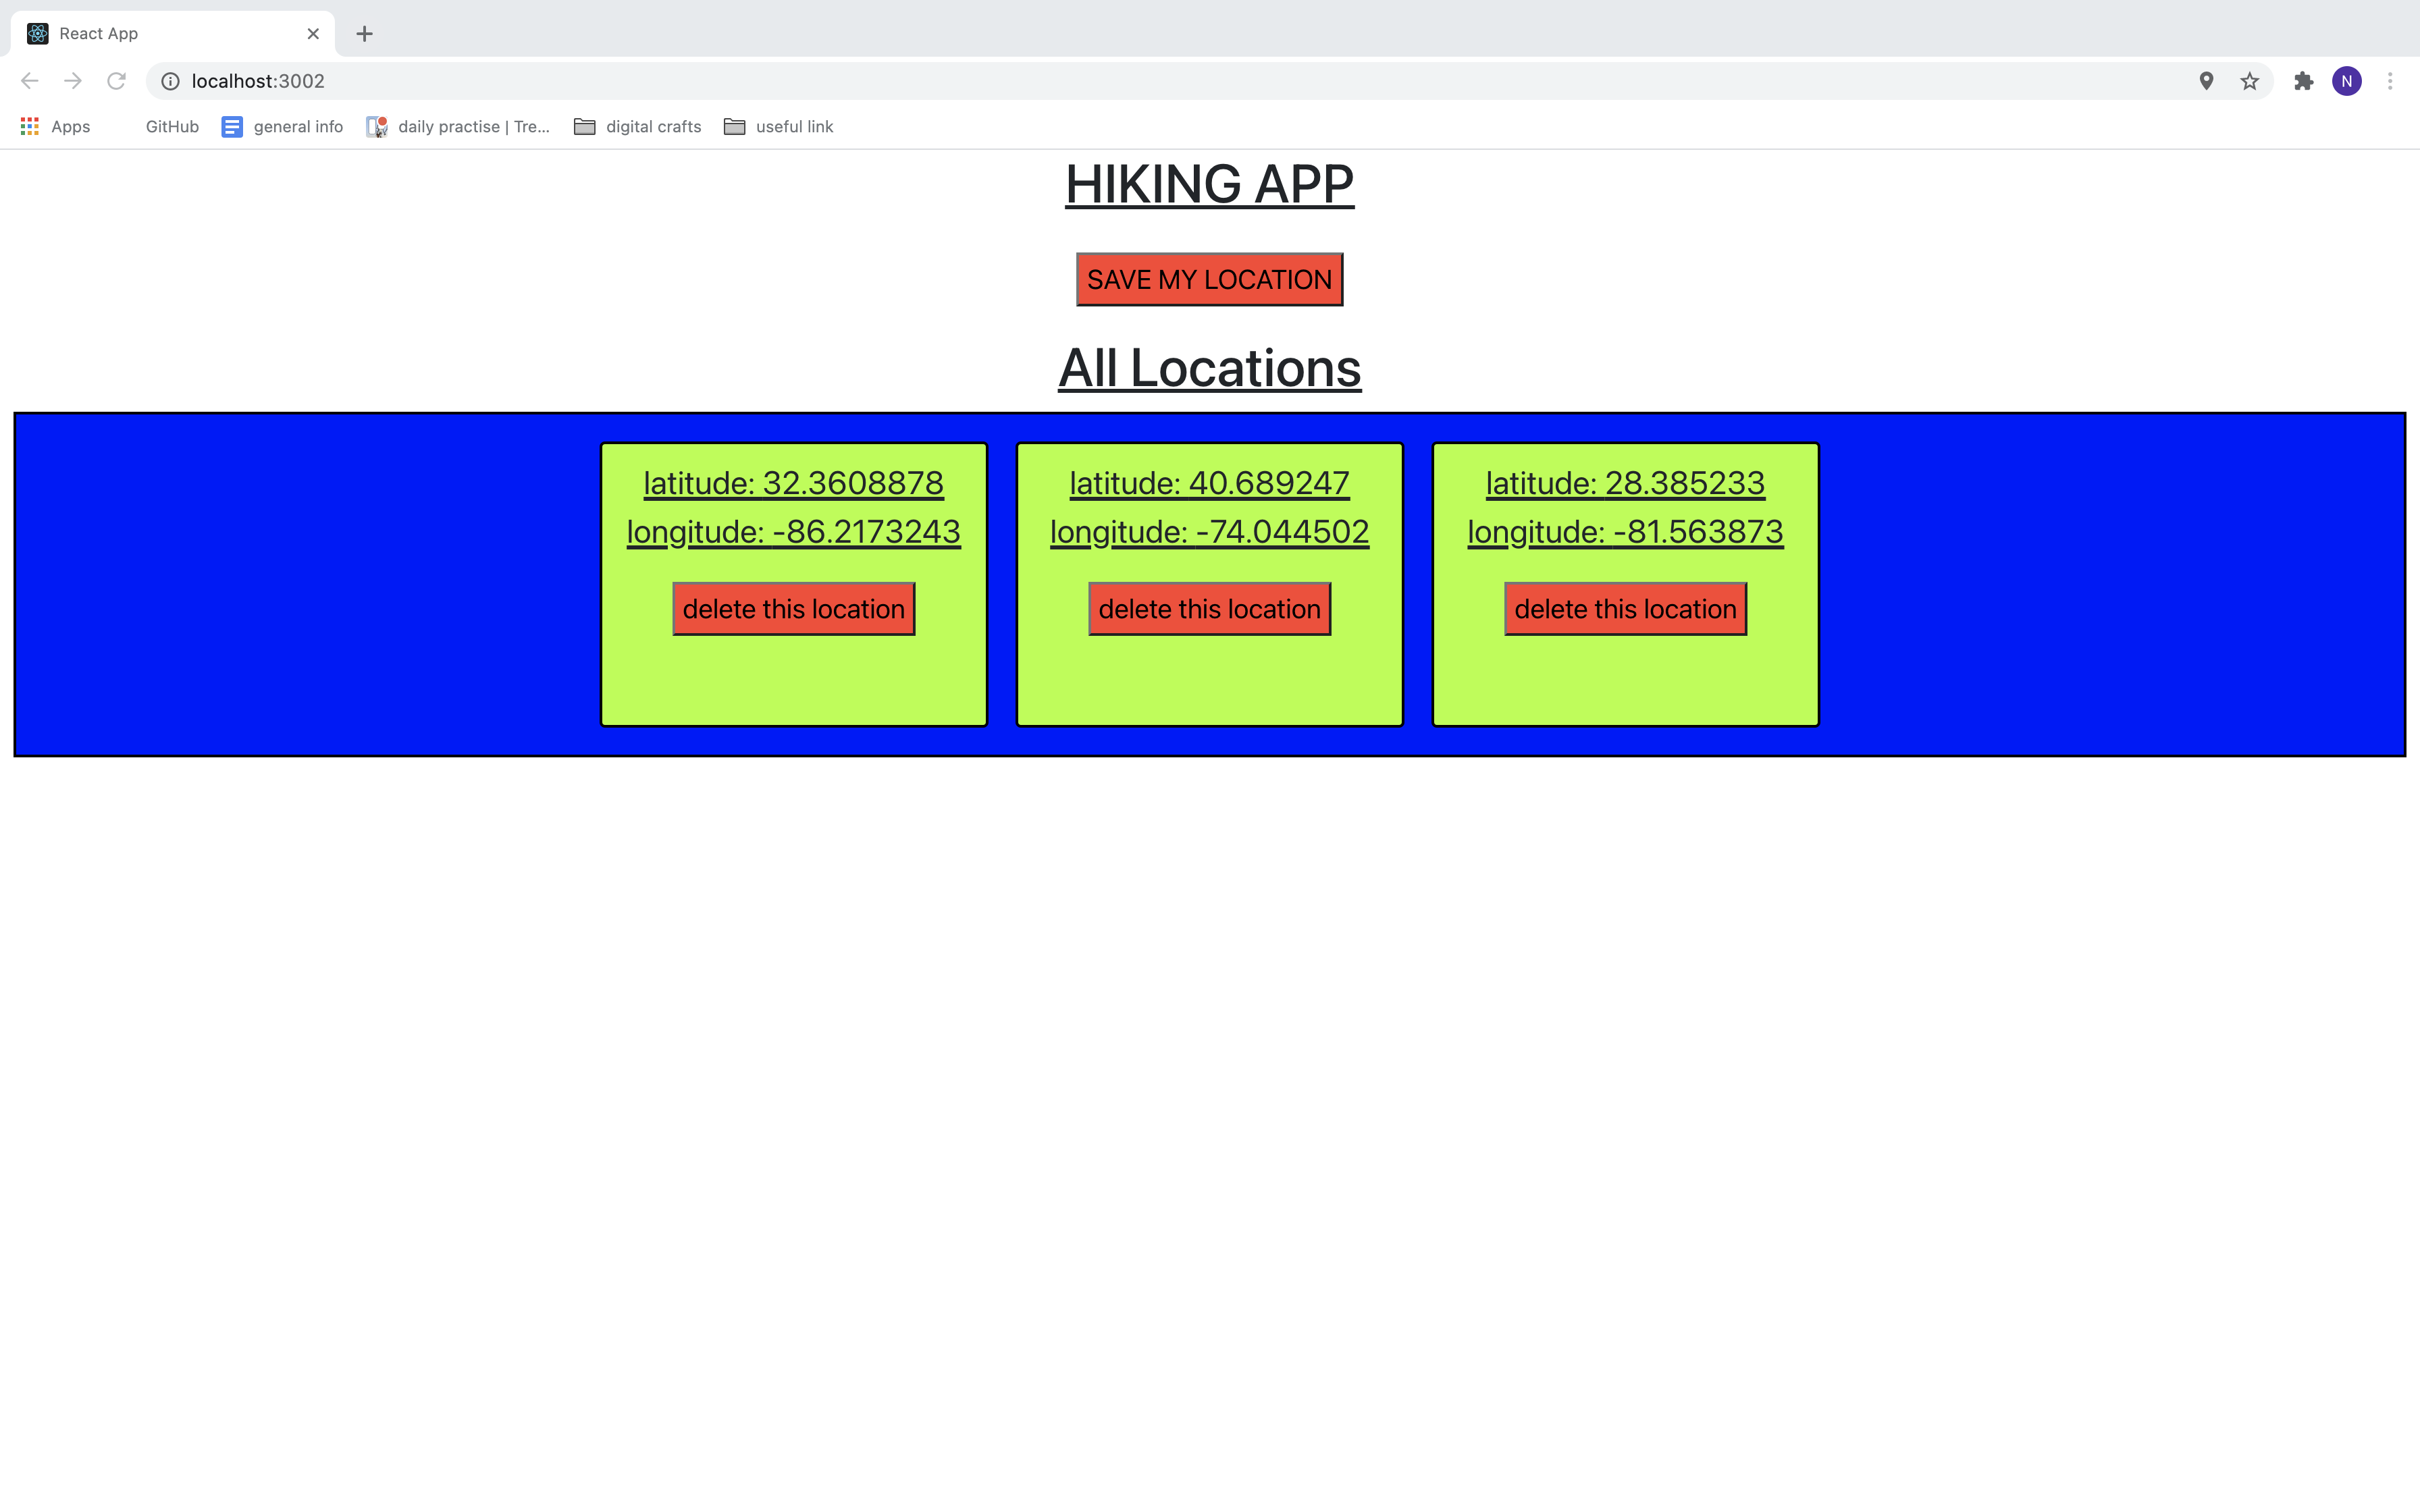 React App
localhost:3002
N
Apps
GitHub
general info
daily practise | Tre...
digital crafts
useful link
HIKING APP
SAVE MY LOCATION
All Locations
latitude: 32.3608878
longitude: -86.2173243
delete this location
latitude: 40.689247
longitude: -74.044502
delete this location
latitude: 28.385233
longitude: -81.563873
delete this location